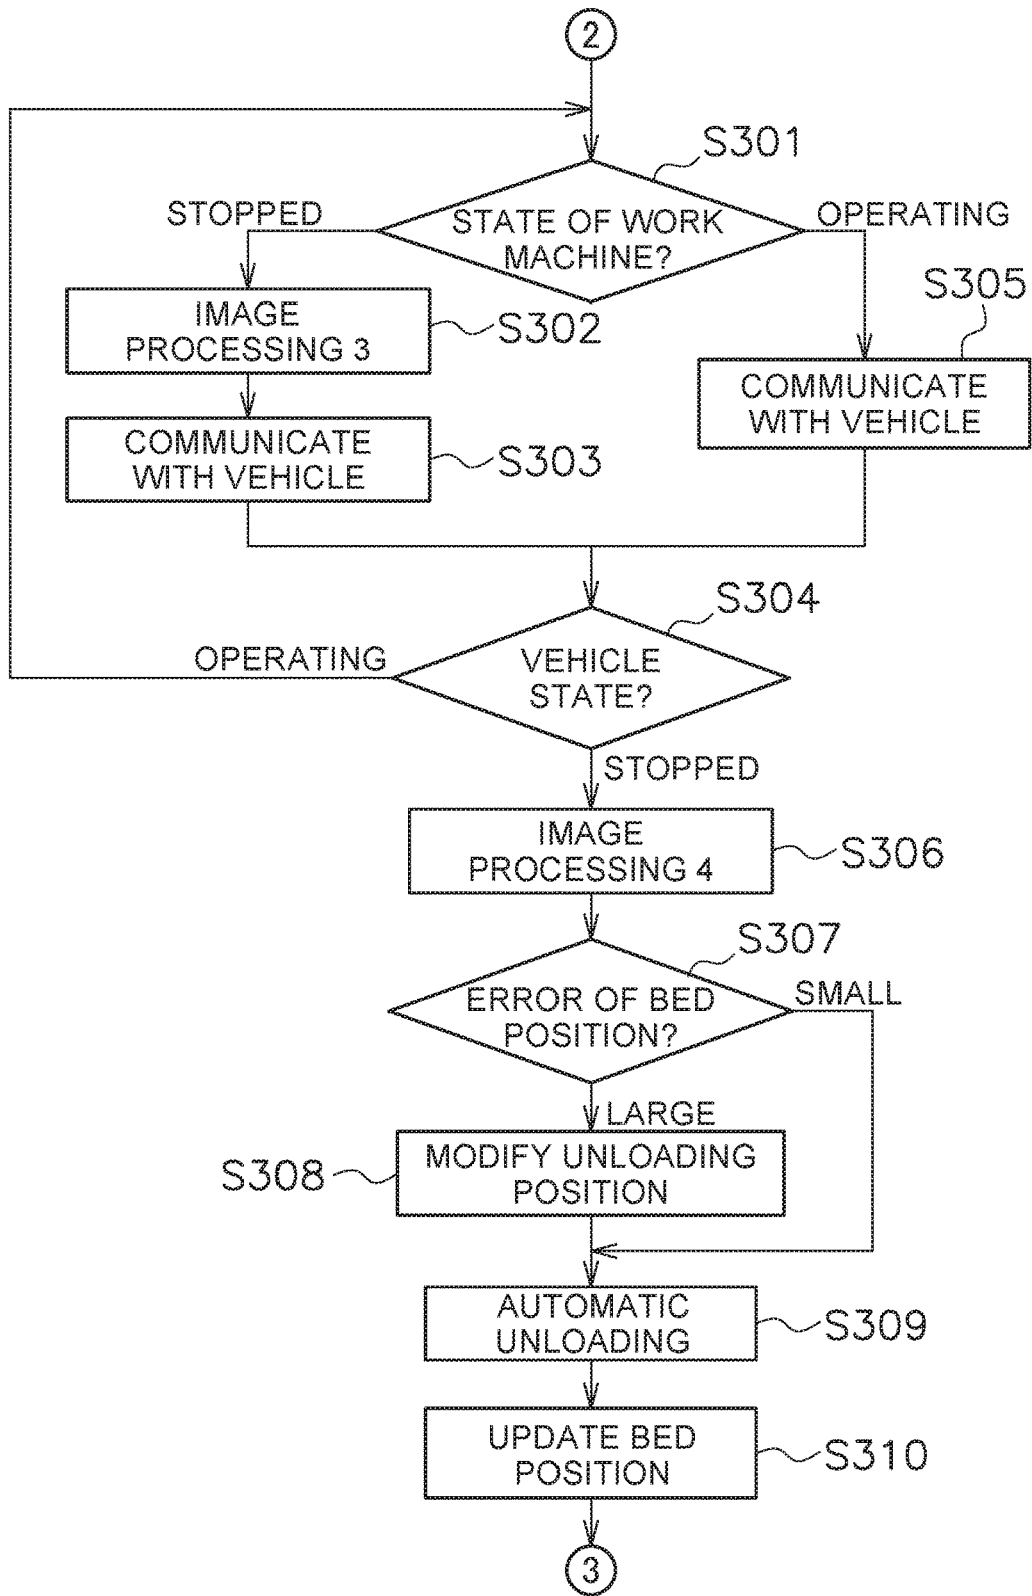 2
S301
STOPPED
STATE OF WORK
MACHINE?
OPERATING
S305
IMAGE
PROCESSING 3
S302
COMMUNICATE
WITH VEHICLE
COMMUNICATE
WITH VEHICLE
S303
S304
OPERATING
VEHICLE
STATE?
STOPPED
IMAGE
PROCESSING 4
S306
S307
ERROR OF BED
POSITION?
SMALL
LARGE
S308
MODIFY UNLOADING
POSITION
AUTOMATIC
UNLOADING
S309
UPDATE BED
POSITION
S310
3